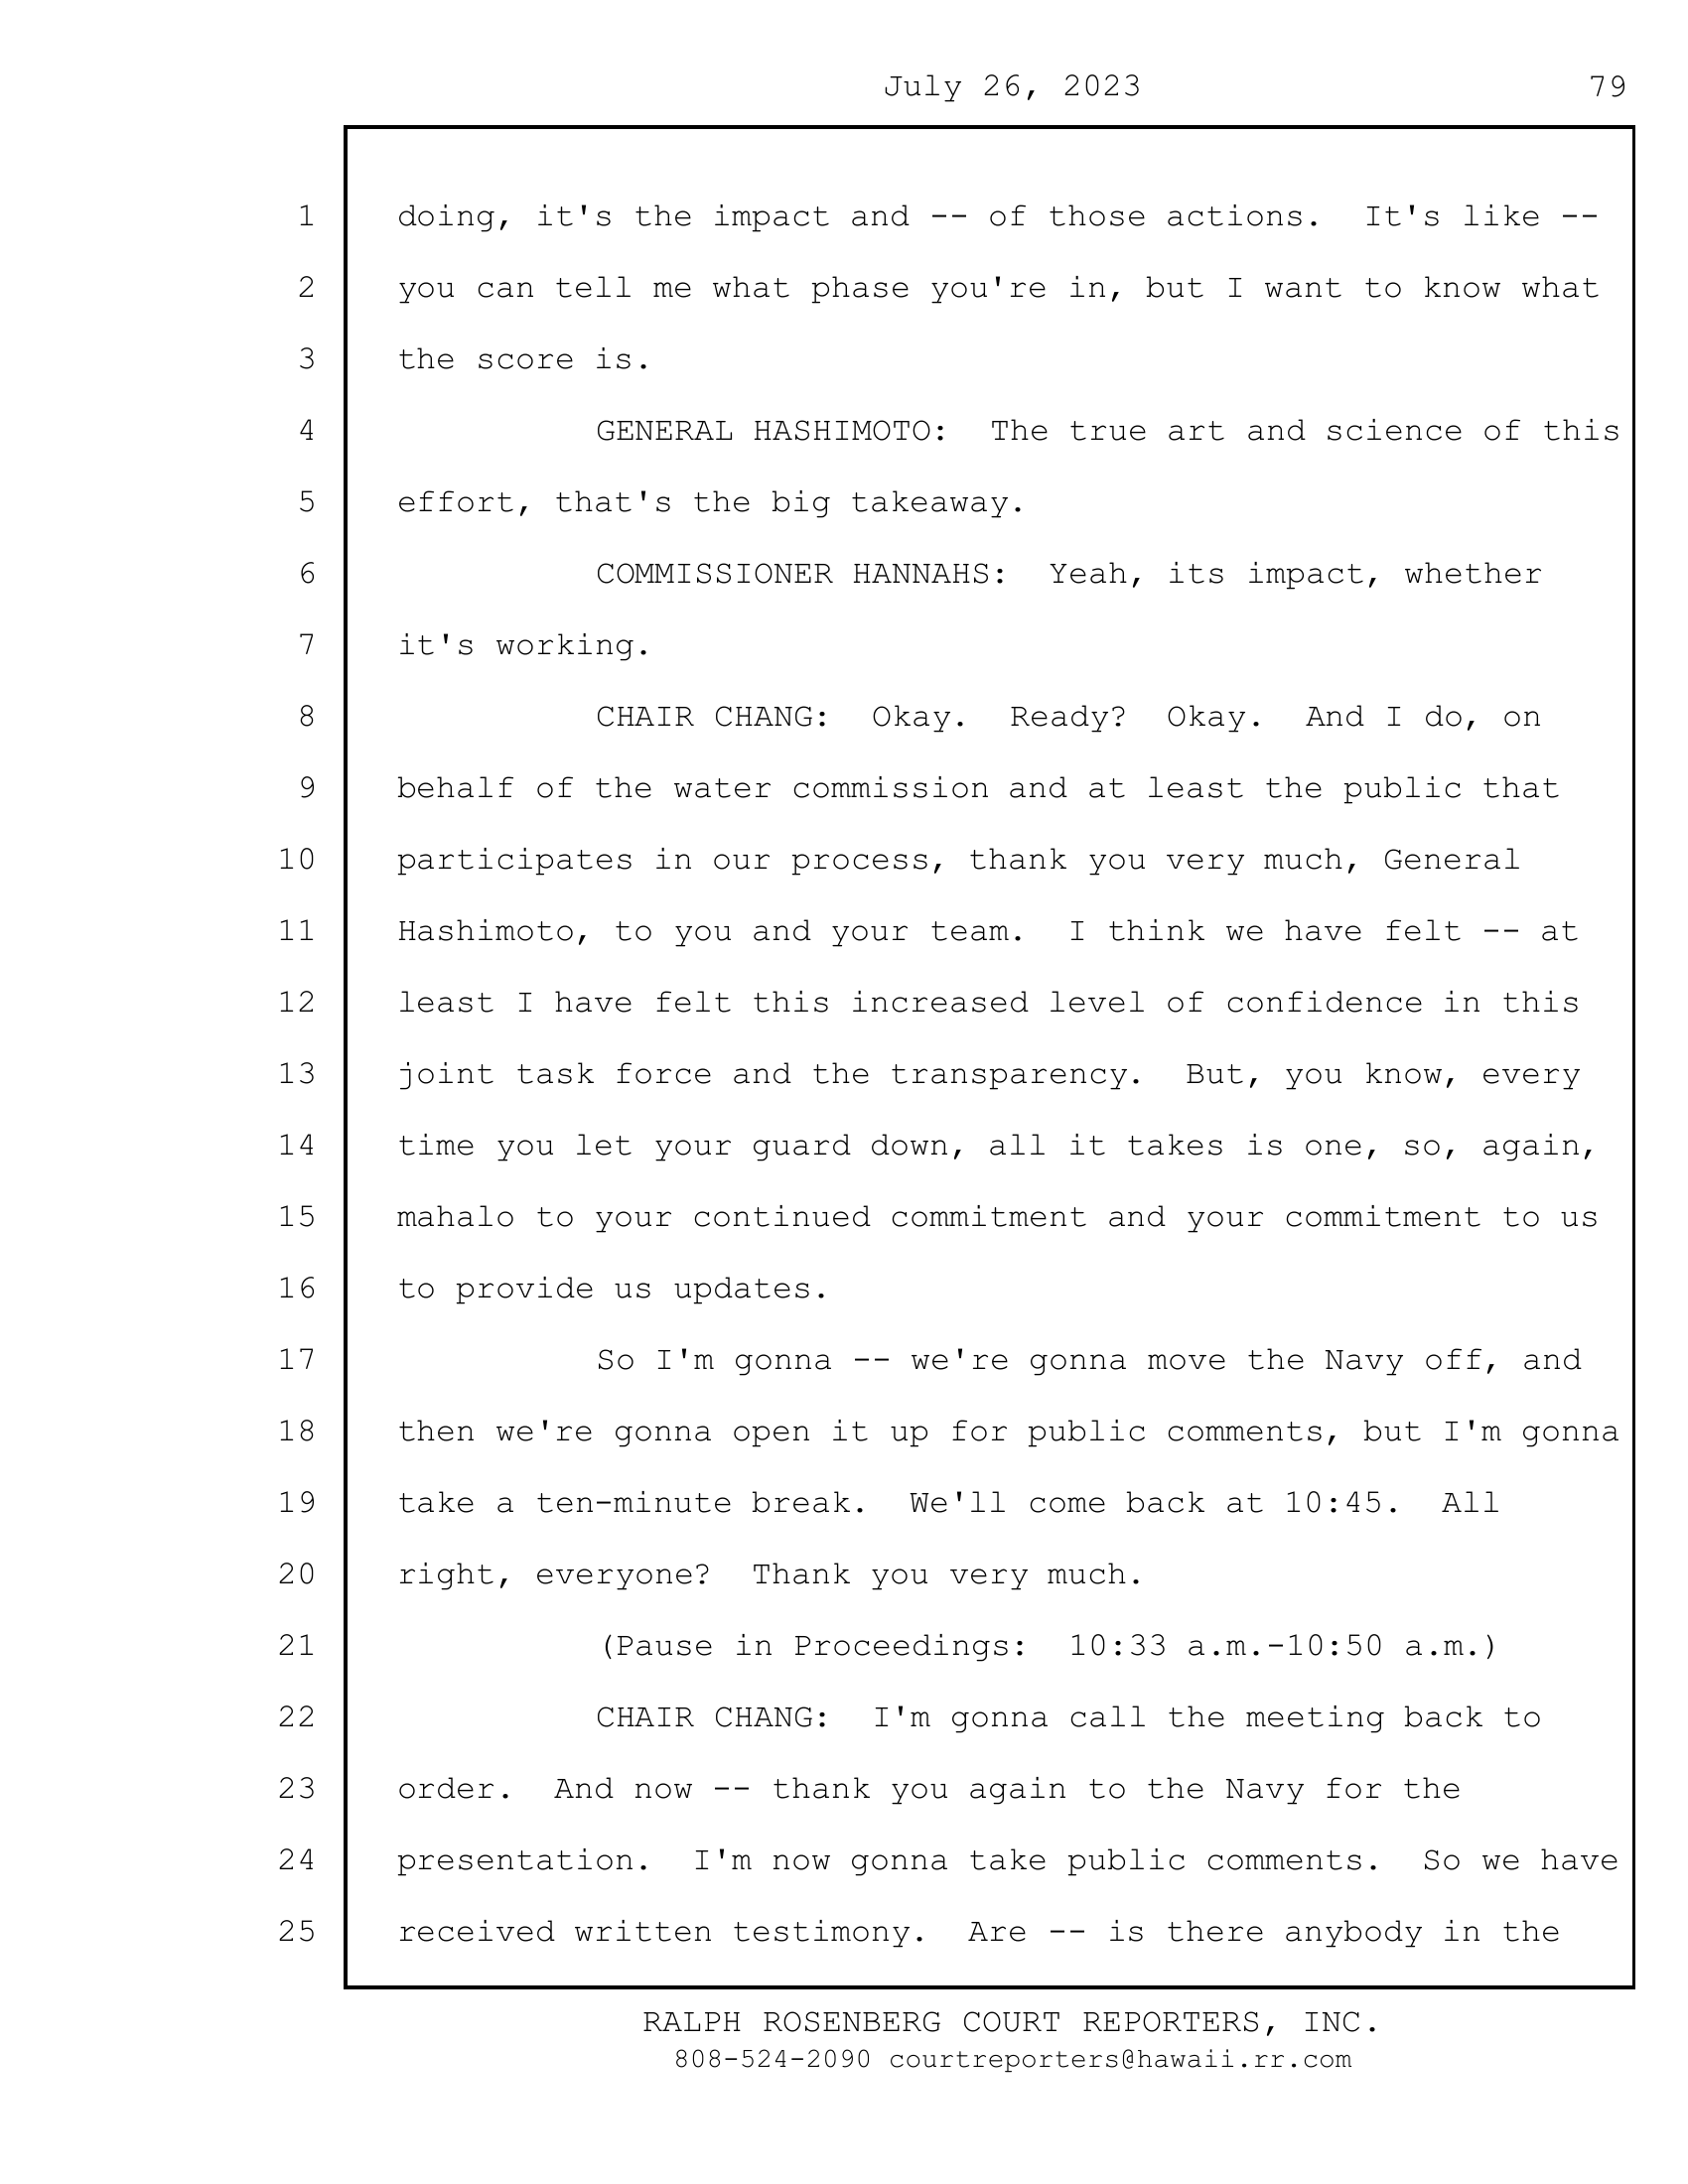 July 26, 2023 79
1 doing, it's the impact and -- of those actions. It's like --
2 you can tell me what phase you're in, but I want to know what
3 the score is.
4 GENERAL HASHIMOTO: The true art and science of this
5 effort, that's the big takeaway.
6 COMMISSIONER HANNAHS: Yeah, its impact, whether
7 it's working.
8 CHAIR CHANG: Okay. Ready? Okay. And I do, on
9 behalf of the water commission and at least the public that
10 participates in our process, thank you very much, General
11 Hashimoto, to you and your team. I think we have felt -- at
12 least I have felt this increased level of confidence in this
13 joint task force and the transparency. But, you know, every
14 time you let your guard down, all it takes is one, so, again,
15 mahalo to your continued commitment and your commitment to us
16 to provide us updates.
17 So I'm gonna -- we're gonna move the Navy off, and
18 then we're gonna open it up for public comments, but I'm gonna
19 take a ten-minute break. We'll come back at 10:45. All
20 right, everyone? Thank you very much.
21 (Pause in Proceedings: 10:33 a.m.-10:50 a.m.)
22 CHAIR CHANG: I'm gonna call the meeting back to
23 order. And now -- thank you again to the Navy for the
24 presentation. I'm now gonna take public comments. So we have
25 received written testimony. Are -- is there anybody in the
RALPH ROSENBERG COURT REPORTERS, INC.
808-524-2090 courtreporters@hawaii.rr.com